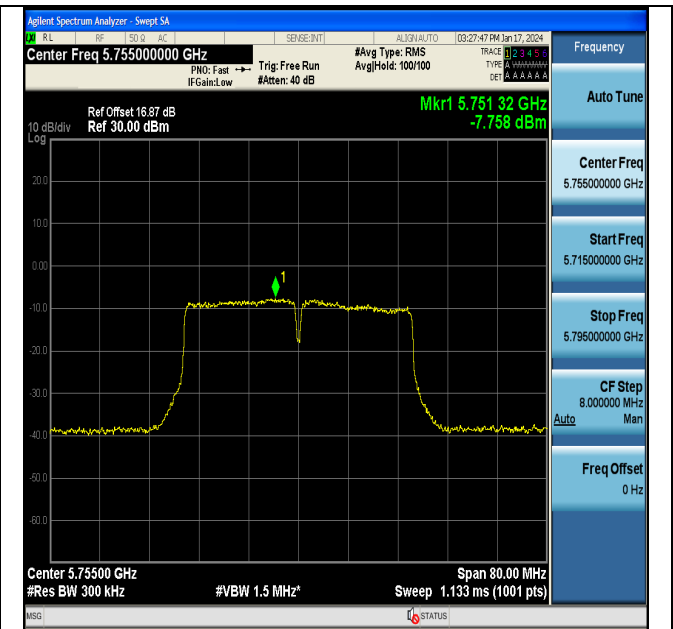 Agilent Spectrum Analyzer - Swept SA
LXI RL RF 50 Ω AC SENSE:INT ALIGN AUTO 03:27:47 PM Jan 17, 2024
Center Freq 5.755000000 GHz
PNO: Fast
IFGain:Low
Trig: Free Run
#Atten: 40 dB
#Avg Type: RMS
Avg|Hold: 100/100
TRACE 1 2 3 4 5 6
TYPE A WWWWW
DET A A A A A A
Ref Offset 16.87 dB
10 dB/div Ref 30.00 dBm
Log
Mkr1 5.751 32 GHz
-7.758 dBm
20.0
10.0
0.00
-10.0
-20.0
-30.0
-40.0
-50.0
-60.0
1
Center 5.75500 GHz Span 80.00 MHz
#Res BW 300 kHz #VBW 1.5 MHz* Sweep 1.133 ms (1001 pts)
MSG STATUS
Frequency
Auto Tune
Center Freq
5.755000000 GHz
Start Freq
5.715000000 GHz
Stop Freq
5.795000000 GHz
CF Step
8.000000 MHz
Auto Man
Freq Offset
0 Hz